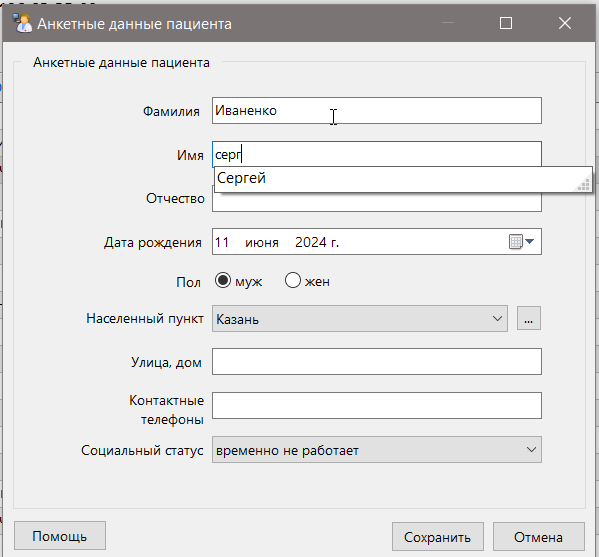 Анкетные данные пациента
Анкетные данные пациента
Фамилия Иваненко
Имя серг
Сергей
Отчество
Дата рождения 11 июня 2024 г.
Пол муж жен
Населенный пункт Казань ...
Улица, дом
Контактные
телефоны
Социальный статус временно не работает
Помощь Сохранить Отмена